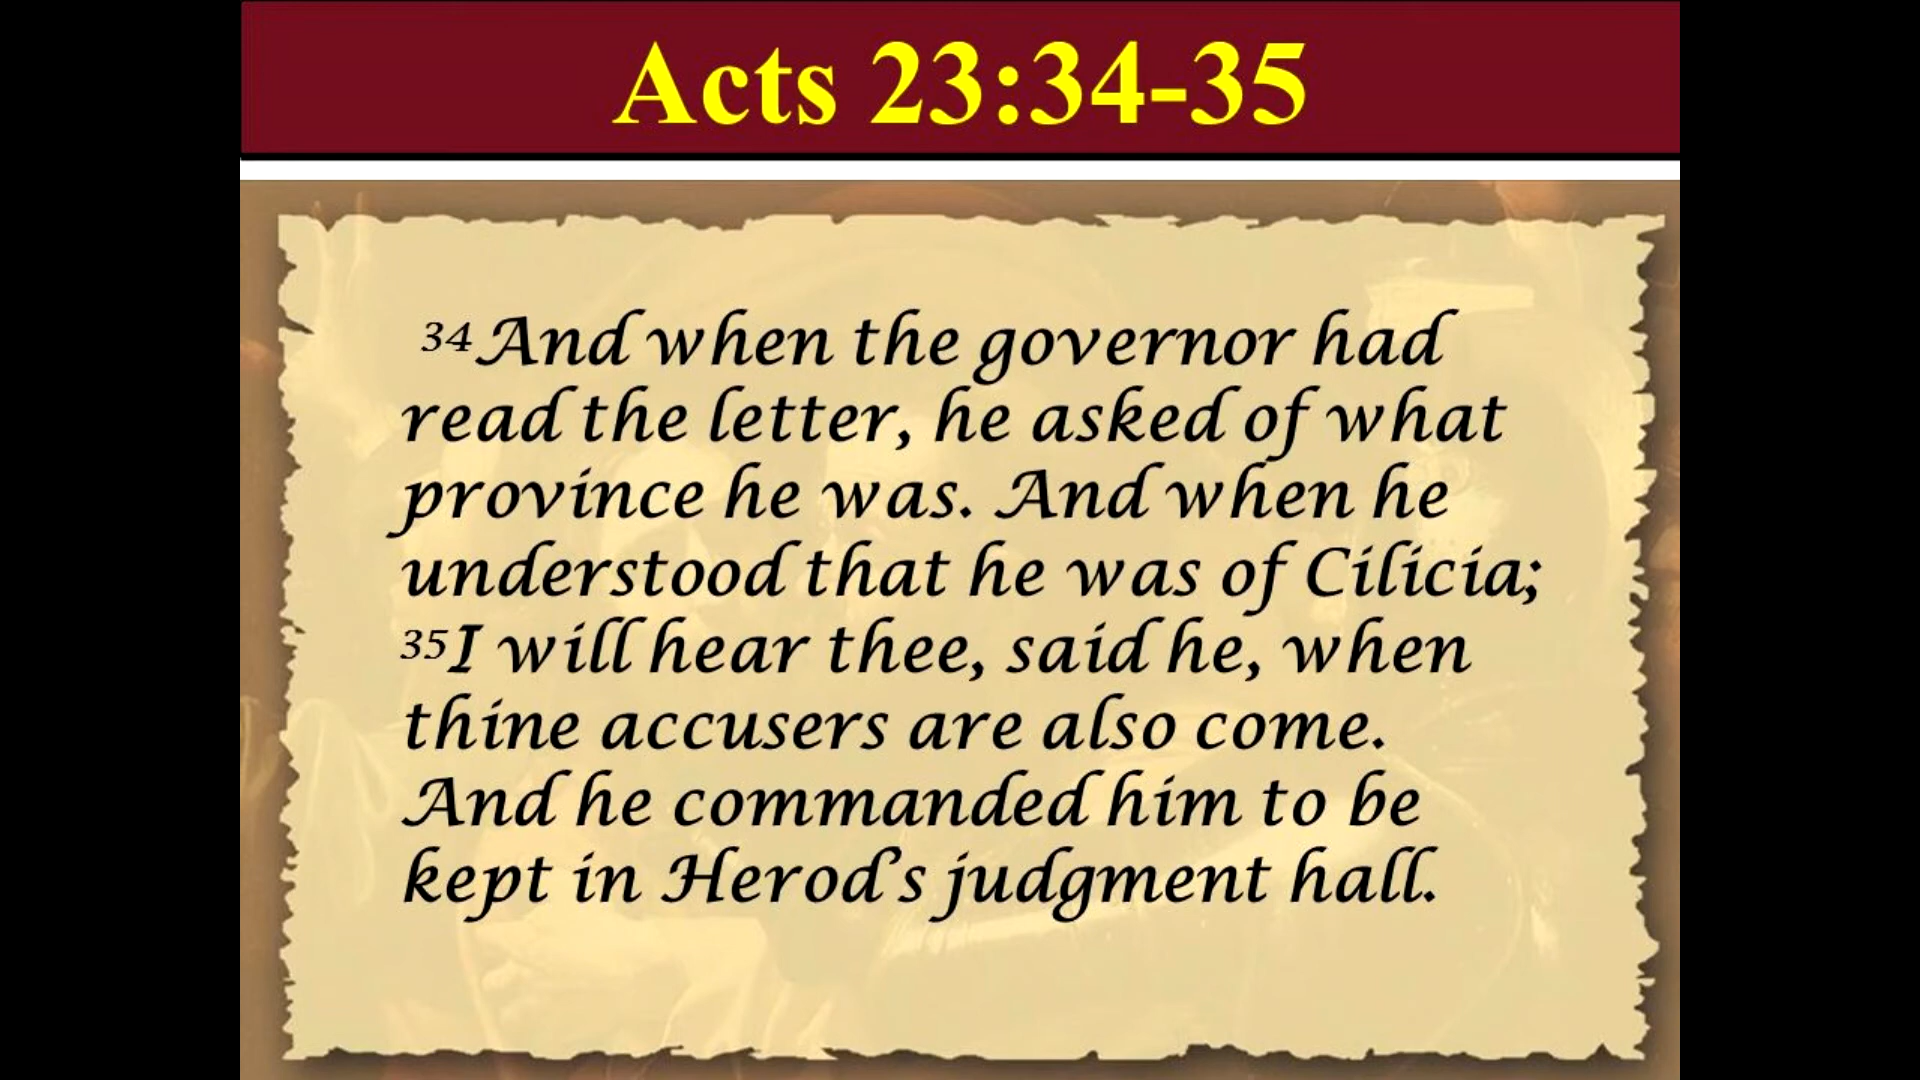 Acts 23:34-35
34And when the governor had
read the letter, he asked of what
province he was. And when he
understood that he was of Cilicia;
35I will hear thee, said he, when
thine accusers are also come.
And he commanded him to be
kept in Herod's judgment hall.